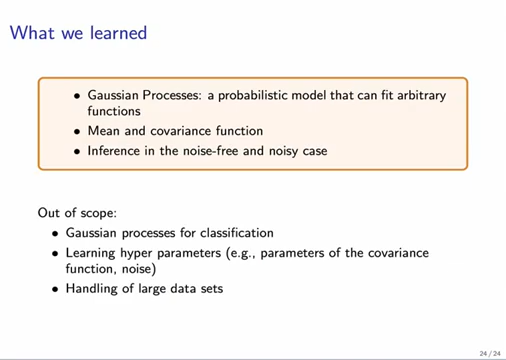 What we learned
• Gaussian Processes: a probabilistic model that can fit arbitrary
functions
• Mean and covariance function
• Inference in the noise-free and noisy case
Out of scope:
• Gaussian processes for classification
• Learning hyper parameters (e.g., parameters of the covariance
function, noise)
• Handling of large data sets
24 / 24